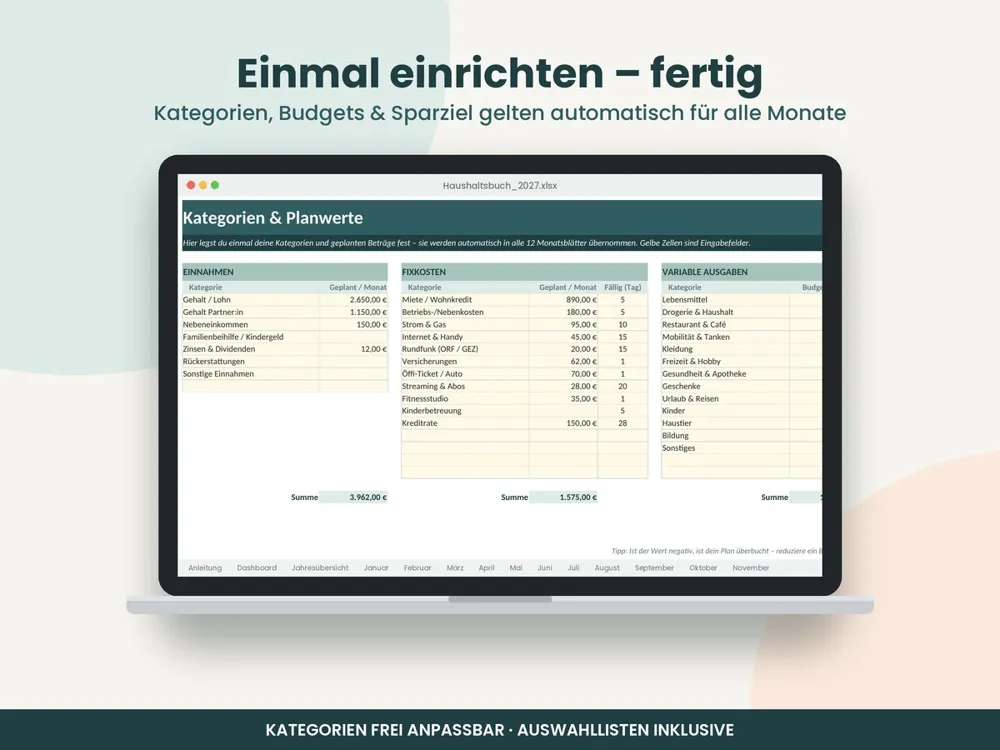 Einmal einrichten – fertig
Kategorien, Budgets & Sparziel gelten automatisch für alle Monate
Haushaltsbuch_2027.xlsx
Kategorien & Planwerte
Hier legst du einmal deine Kategorien und geplanten Beträge fest – sie werden automatisch in alle 12 Monatsblätter übernommen. Gelbe Zellen sind Eingabefelder.
EINNAHMEN FIXKOSTEN VARIABLE AUSGABEN
Kategorie Geplant / Monat Kategorie Geplant / Monat Fällig (Tag) Kategorie
Gehalt / Lohn 2.650,00 € Miete / Wohnkredit 890,00 € 5 Lebensmittel
Gehalt Partner:in 1.150,00 € Betriebs-/Nebenkosten 180,00 € 5 Drogerie & Haushalt
Nebeneinkommen 150,00 € Strom & Gas 95,00 € 10 Restaurant & Café
Familienbeihilfe / Kindergeld Internet & Handy 45,00 € 15 Mobilität & Tanken
Zinsen & Dividenden 12,00 € Rundfunk (ORF / GEZ) 20,00 € 15 Kleidung
Rückerstattungen Versicherungen 62,00 € 1 Freizeit & Hobby
Sonstige Einnahmen Öffi-Ticket / Auto 70,00 € 1 Gesundheit & Apotheke
Streaming & Abos 28,00 € 20 Geschenke
Fitnessstudio 35,00 € 1 Urlaub & Reisen
Kinderbetreuung 5 Kinder
Kreditrate 150,00 € 28 Haustier
Bildung
Sonstiges
Summe 3.962,00 € Summe 1.575,00 € Summe
Tipp: Ist der Wert negativ, ist dein Plan überbucht – reduziere ein
Anleitung Dashboard Jahresübersicht Januar Februar März April Mai Juni Juli August September Oktober November
KATEGORIEN FREI ANPASSBAR · AUSWAHLLISTEN INKLUSIVE